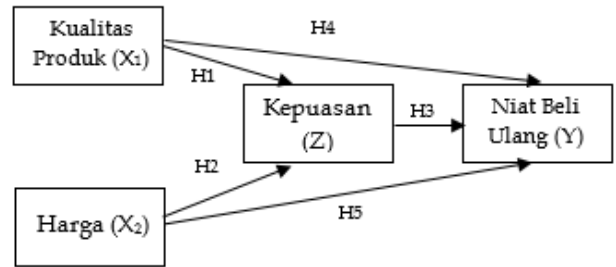 Kualitas
Produk (X₁)
H4
H1
Kepuasan
(Z)
H3
Niat Beli
Ulang (Y)
H2
Harga (X₂)
H5